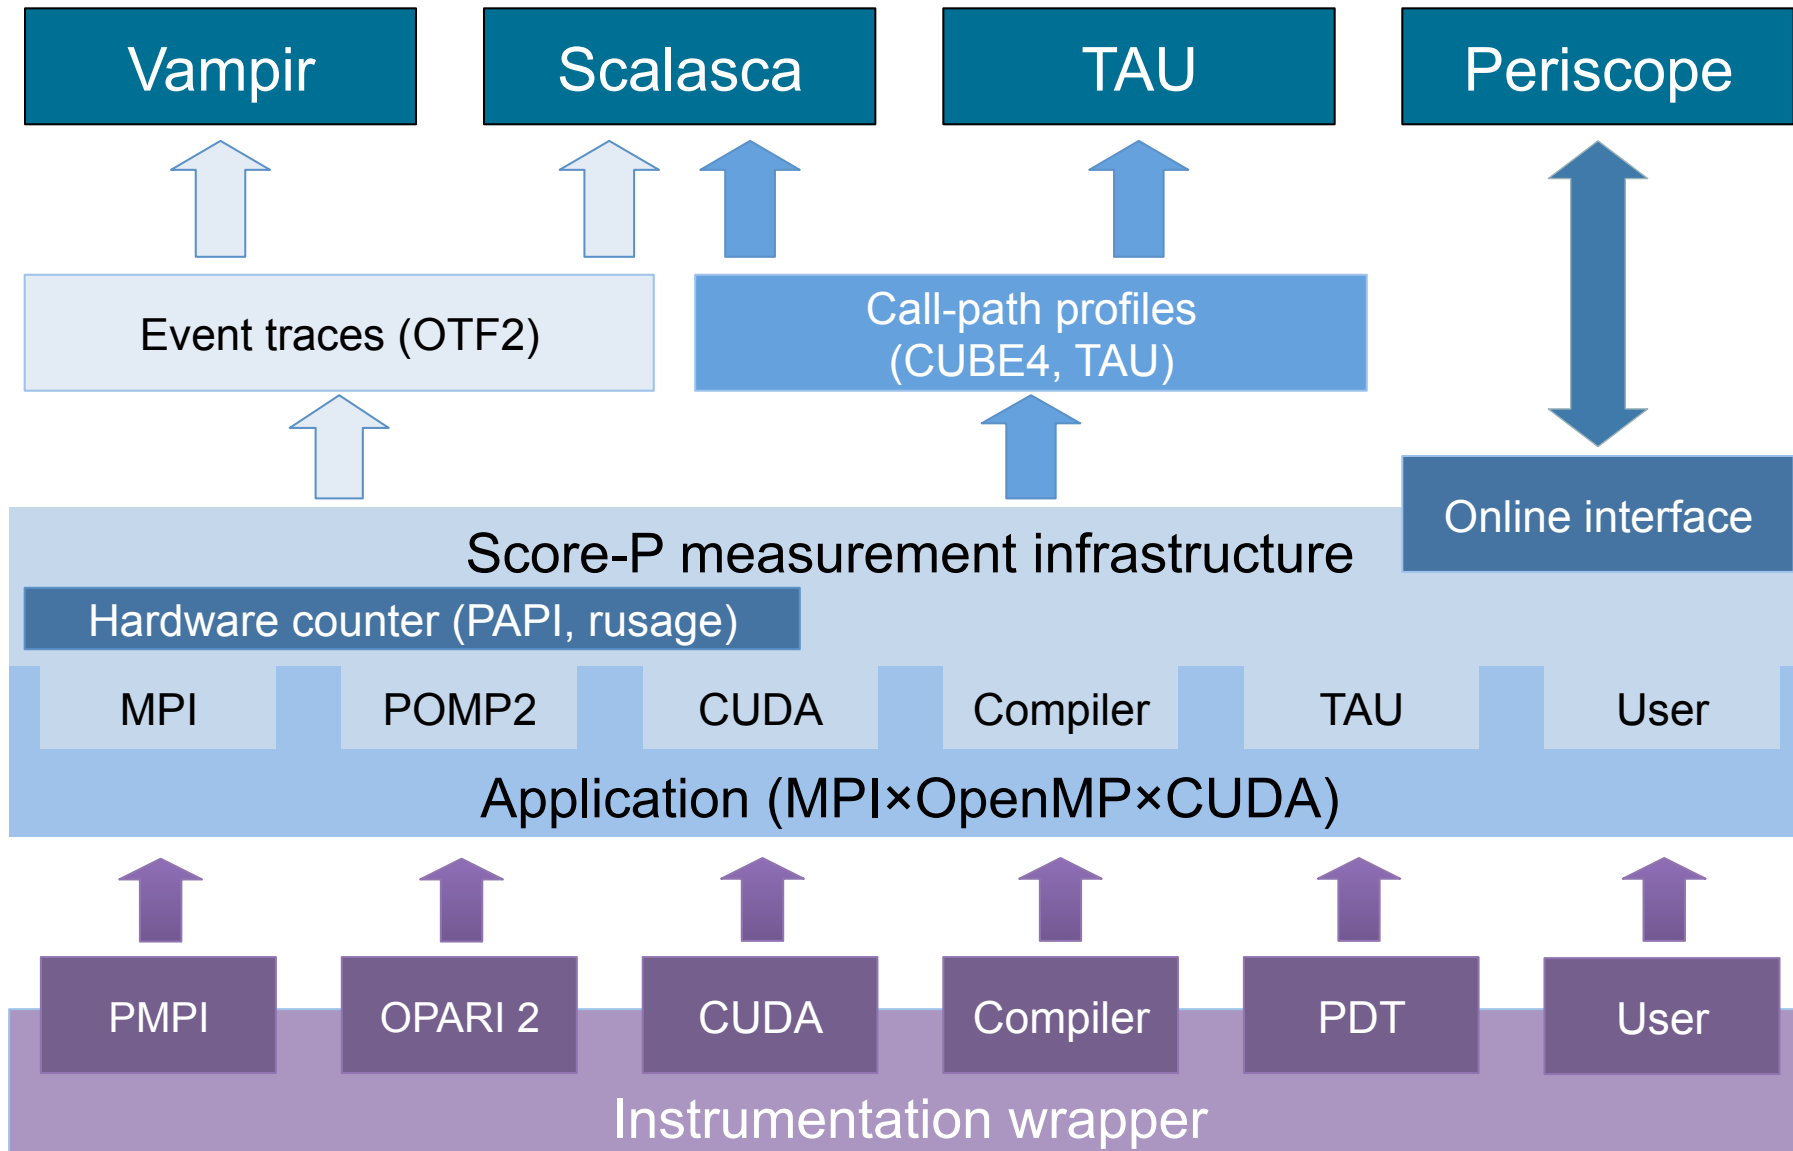 Vampir
Scalasca
TAU
Periscope
Event traces (OTF2)
Call-path profiles
(CUBE4, TAU)
Online interface
Score-P measurement infrastructure
Hardware counter (PAPI, rusage)
MPI
POMP2
CUDA
Compiler
TAU
User
Application (MPI×OpenMP×CUDA)
PMPI
OPARI 2
CUDA
Compiler
PDT
User
Instrumentation wrapper